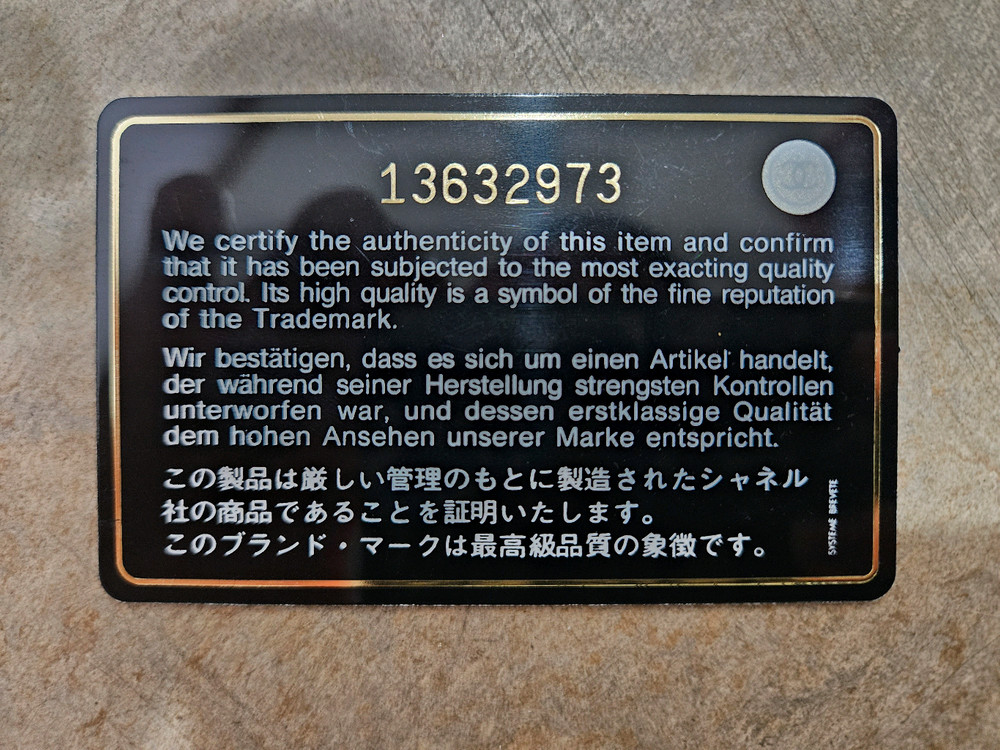 13632973
We certify the authenticity of this item and confirm
that it has been subjected to the most exacting quality
control. Its high quality is a symbol of the fine reputation
of the Trademark.
Wir bestätigen, dass es sich um einen Artikel handelt,
der während seiner Herstellung strengsten Kontrollen
unterworfen war, und dessen erstklassige Qualität
dem hohen Ansehen unserer Marke entspricht.
この製品は厳しい管理のもとに製造されたシャネル
社の商品であることを証明いたします。
このブランド・マークは最高級品質の象徴です。
SYSTEME BREVETE